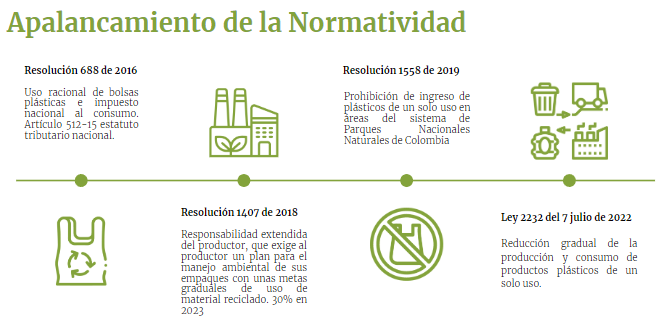 Apalancamiento de la Normatividad
Resolución 688 de 2016
Uso racional de bolsas
plásticas e impuesto
nacional al consumo.
Artículo 512-15 estatuto
tributario nacional.
Resolución 1407 de 2018
Responsabilidad extendida
del productor, que exige al
productor un plan para el
manejo ambiental de sus
empaques con unas metas
graduales de uso de
material reciclado. 30% en
2023
Resolución 1558 de 2019
Prohibición de ingreso de
plásticos de un solo uso en
áreas del sistema de
Parques Nacionales
Naturales de Colombia
Ley 2232 del 7 julio de 2022
Reducción gradual de la
producción y consumo de
productos plásticos de un
solo uso.